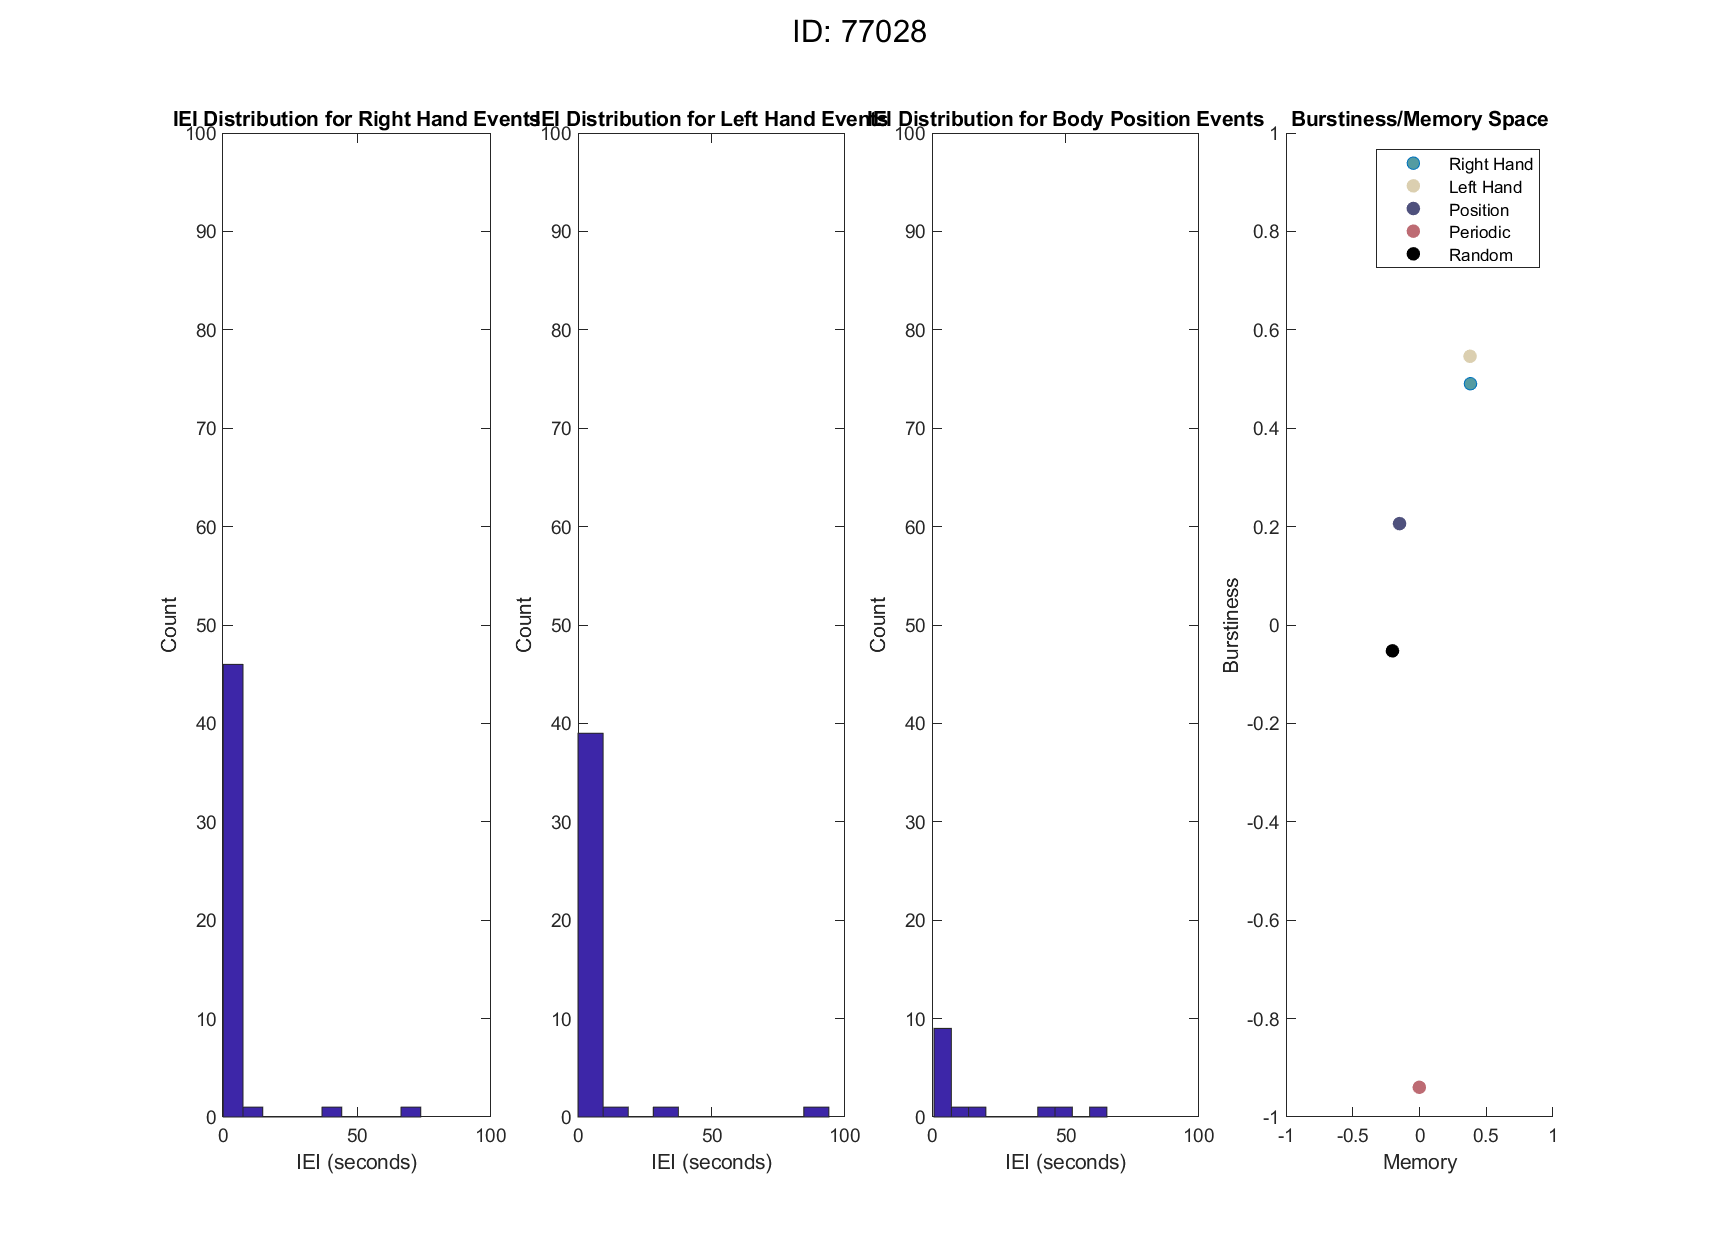 ID: 77028
IEI Distribution for Right Hand Events
IEI Distribution for Left Hand Events
IEI Distribution for Body Position Events
Burstiness/Memory Space
100
90
80
70
60
50
40
30
20
10
0
Count
0 50 100
IEI (seconds)
100
90
80
70
60
50
40
30
20
10
0
Count
0 50 100
IEI (seconds)
100
90
80
70
60
50
40
30
20
10
0
Count
0 50 100
IEI (seconds)
1
0.8
0.6
0.4
0.2
0
-0.2
-0.4
-0.6
-0.8
-1
Burstiness
Right Hand
Left Hand
Position
Periodic
Random
-1 -0.5 0 0.5 1
Memory